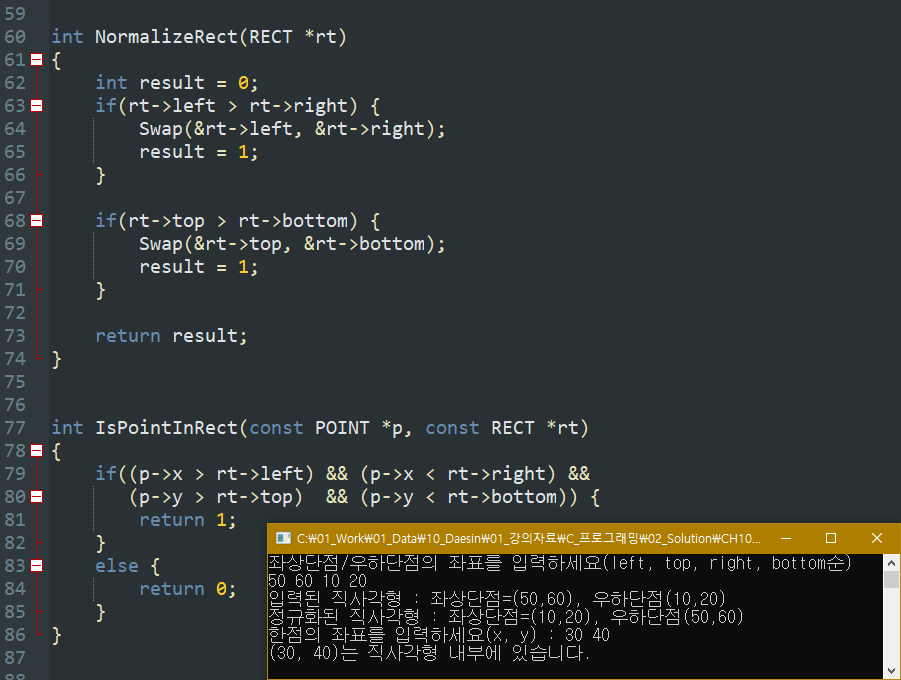 59
60 int NormalizeRect(RECT *rt)
61 {
62     int result = 0;
63     if(rt->left > rt->right) {
64         Swap(&rt->left, &rt->right);
65         result = 1;
66     }
67
68     if(rt->top > rt->bottom) {
69         Swap(&rt->top, &rt->bottom);
70         result = 1;
71     }
72
73     return result;
74 }
75
76
77 int IsPointInRect(const POINT *p, const RECT *rt)
78 {
79     if((p->x > rt->left) && (p->x < rt->right) &&
80        (p->y > rt->top)  && (p->y < rt->bottom)) {
81         return 1;
82     }
83     else {
84         return 0;
85     }
86 }
87
C:₩01_Work₩01_Data₩10_Daesin₩01_강의자료₩C_프로그래밍₩02_Solution₩CH10...
좌상단점/우하단점의 좌표를 입력하세요(left, top, right, bottom순)
50 60 10 20
입력된 직사각형 : 좌상단점=(50,60), 우하단점(10,20)
정규화된 직사각형 : 좌상단점=(10,20), 우하단점(50,60)
한점의 좌표를 입력하세요(x, y) : 30 40
(30, 40)는 직사각형 내부에 있습니다.